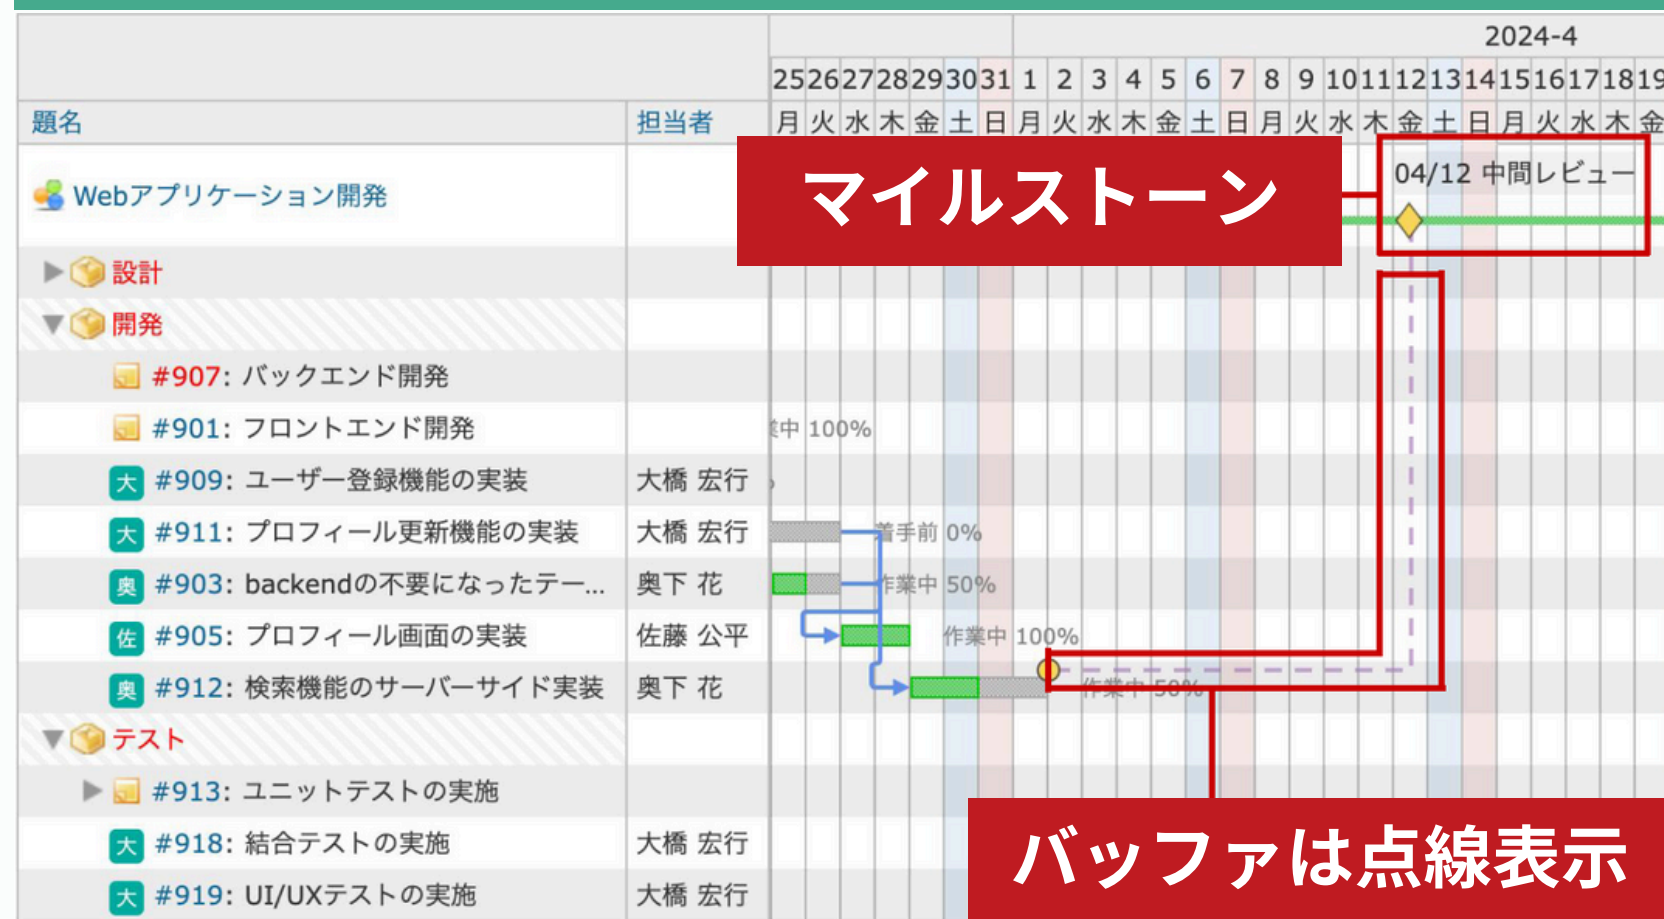 2024-4
25 26 27 28 29 30 31 1 2 3 4 5 6 7 8 9 10 11 12 13 14 15 16 17 18 19
題名 担当者 月 火 水 木 金 土 日 月 火 水 木 金 土 日 月 火 水 木 金 土 日 月 火 水 木 金
マイルストーン
04/12 中間レビュー
Webアプリケーション開発
設計
開発
#907: バックエンド開発
#901: フロントエンド開発 中 100%
大 #909: ユーザー登録機能の実装 大橋 宏行
大 #911: プロフィール更新機能の実装 大橋 宏行 着手前 0%
奥 #903: backendの不要になったテー... 奥下 花 作業中 50%
佐 #905: プロフィール画面の実装 佐藤 公平 作業中 100%
奥 #912: 検索機能のサーバーサイド実装 奥下 花 作業中 50%
テスト
#913: ユニットテストの実施
大 #918: 結合テストの実施 大橋 宏行
大 #919: UI/UXテストの実施 大橋 宏行
バッファは点線表示